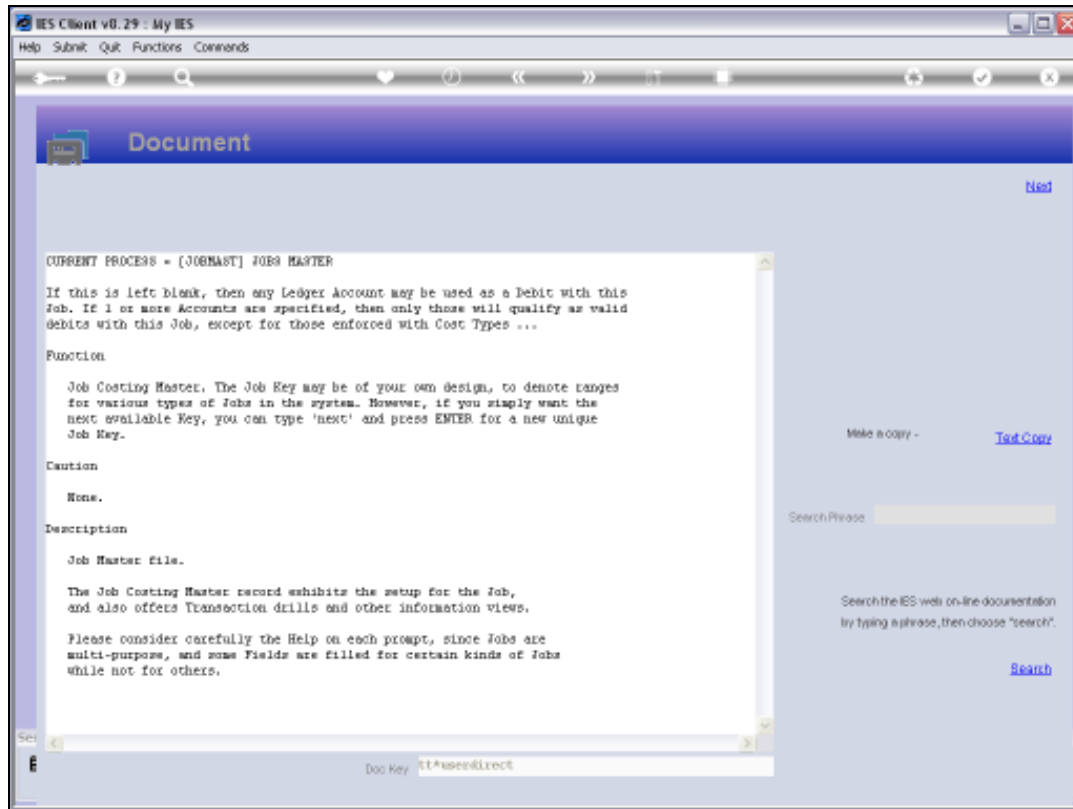 IES Client v8.29 : My IES
Help Submit Quit Functions Commands
Document
Next
CURRENT PROCESS = [JOBMAST] JOBS MASTER
If this is left blank, then any Ledger Account may be used as a Debit with this
Job. If 1 or more Accounts are specified, then only those will qualify as valid
debits with this Job, except for those enforced with Cost Types ...
Function
Job Costing Master. The Job Key may be of your own design, to denote ranges
for various types of Jobs in the system. However, if you simply want the
next available Key, you can type 'next' and press ENTER for a new unique
Job Key.
Make a copy -
Text Copy
Caution
None.
Search Phrase
Description
Job Master file.
The Job Costing Master record exhibits the setup for the Job,
and also offers Transaction drills and other information views.
Search the IES web on-line documentation
by typing a phrase, then choose "search".
Please consider carefully the Help on each prompt, since Jobs are
multi-purpose, and some Fields are filled for certain kinds of Jobs
while not for others.
Search
Doc Key tt*userdirect